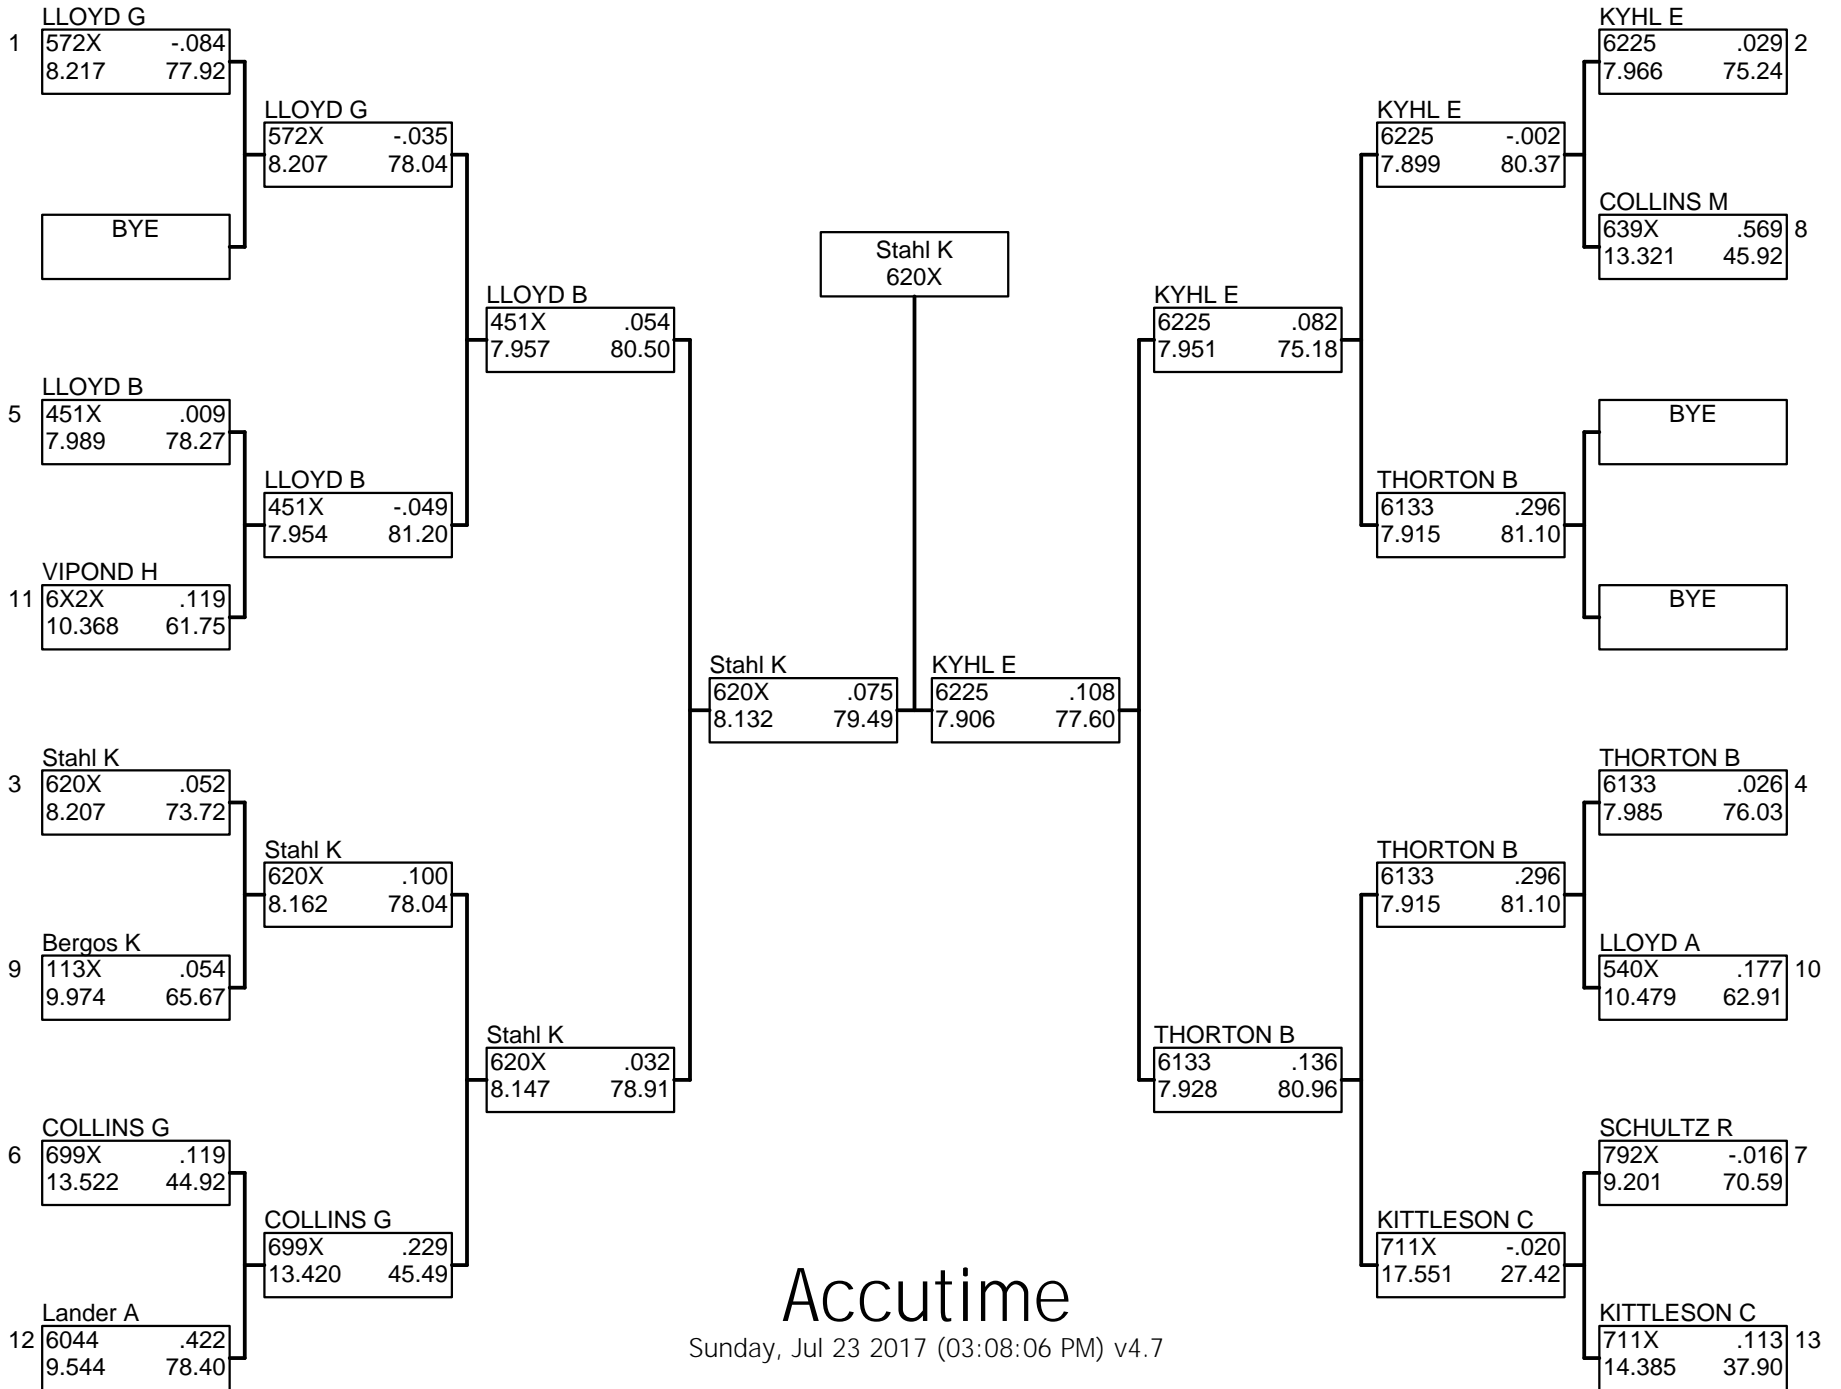 LLOYD G
1 572X -.084
8.217 77.92
BYE
LLOYD B
5 451X .009
7.989 78.27
VIPOND H
11 6X2X .119
10.368 61.75
Stahl K
3 620X .052
8.207 73.72
Bergos K
9 113X .054
9.974 65.67
COLLINS G
6 699X .119
13.522 44.92
Lander A
12 6044 .422
9.544 78.40
LLOYD G
572X -.035
8.207 78.04
LLOYD B
451X -.049
7.954 81.20
Stahl K
620X .100
8.162 78.04
COLLINS G
699X .229
13.420 45.49
LLOYD B
451X .054
7.957 80.50
Stahl K
620X .032
8.147 78.91
Stahl K
620X .075
8.132 79.49
Stahl K
620X
KYHL E
6225 .108
7.906 77.60
KYHL E
6225 .082
7.951 75.18
THORTON B
6133 .136
7.928 80.96
KYHL E
6225 -.002
7.899 80.37
THORTON B
6133 .296
7.915 81.10
THORTON B
6133 .296
7.915 81.10
KITTLESON C
711X -.020
17.551 27.42
KYHL E
6225 .029 2
7.966 75.24
COLLINS M
639X .569 8
13.321 45.92
BYE
BYE
THORTON B
6133 .026 4
7.985 76.03
LLOYD A
540X .177 10
10.479 62.91
SCHULTZ R
792X -.016 7
9.201 70.59
KITTLESON C
711X .113 13
14.385 37.90
Accutime
Sunday, Jul 23 2017 (03:08:06 PM) v4.7